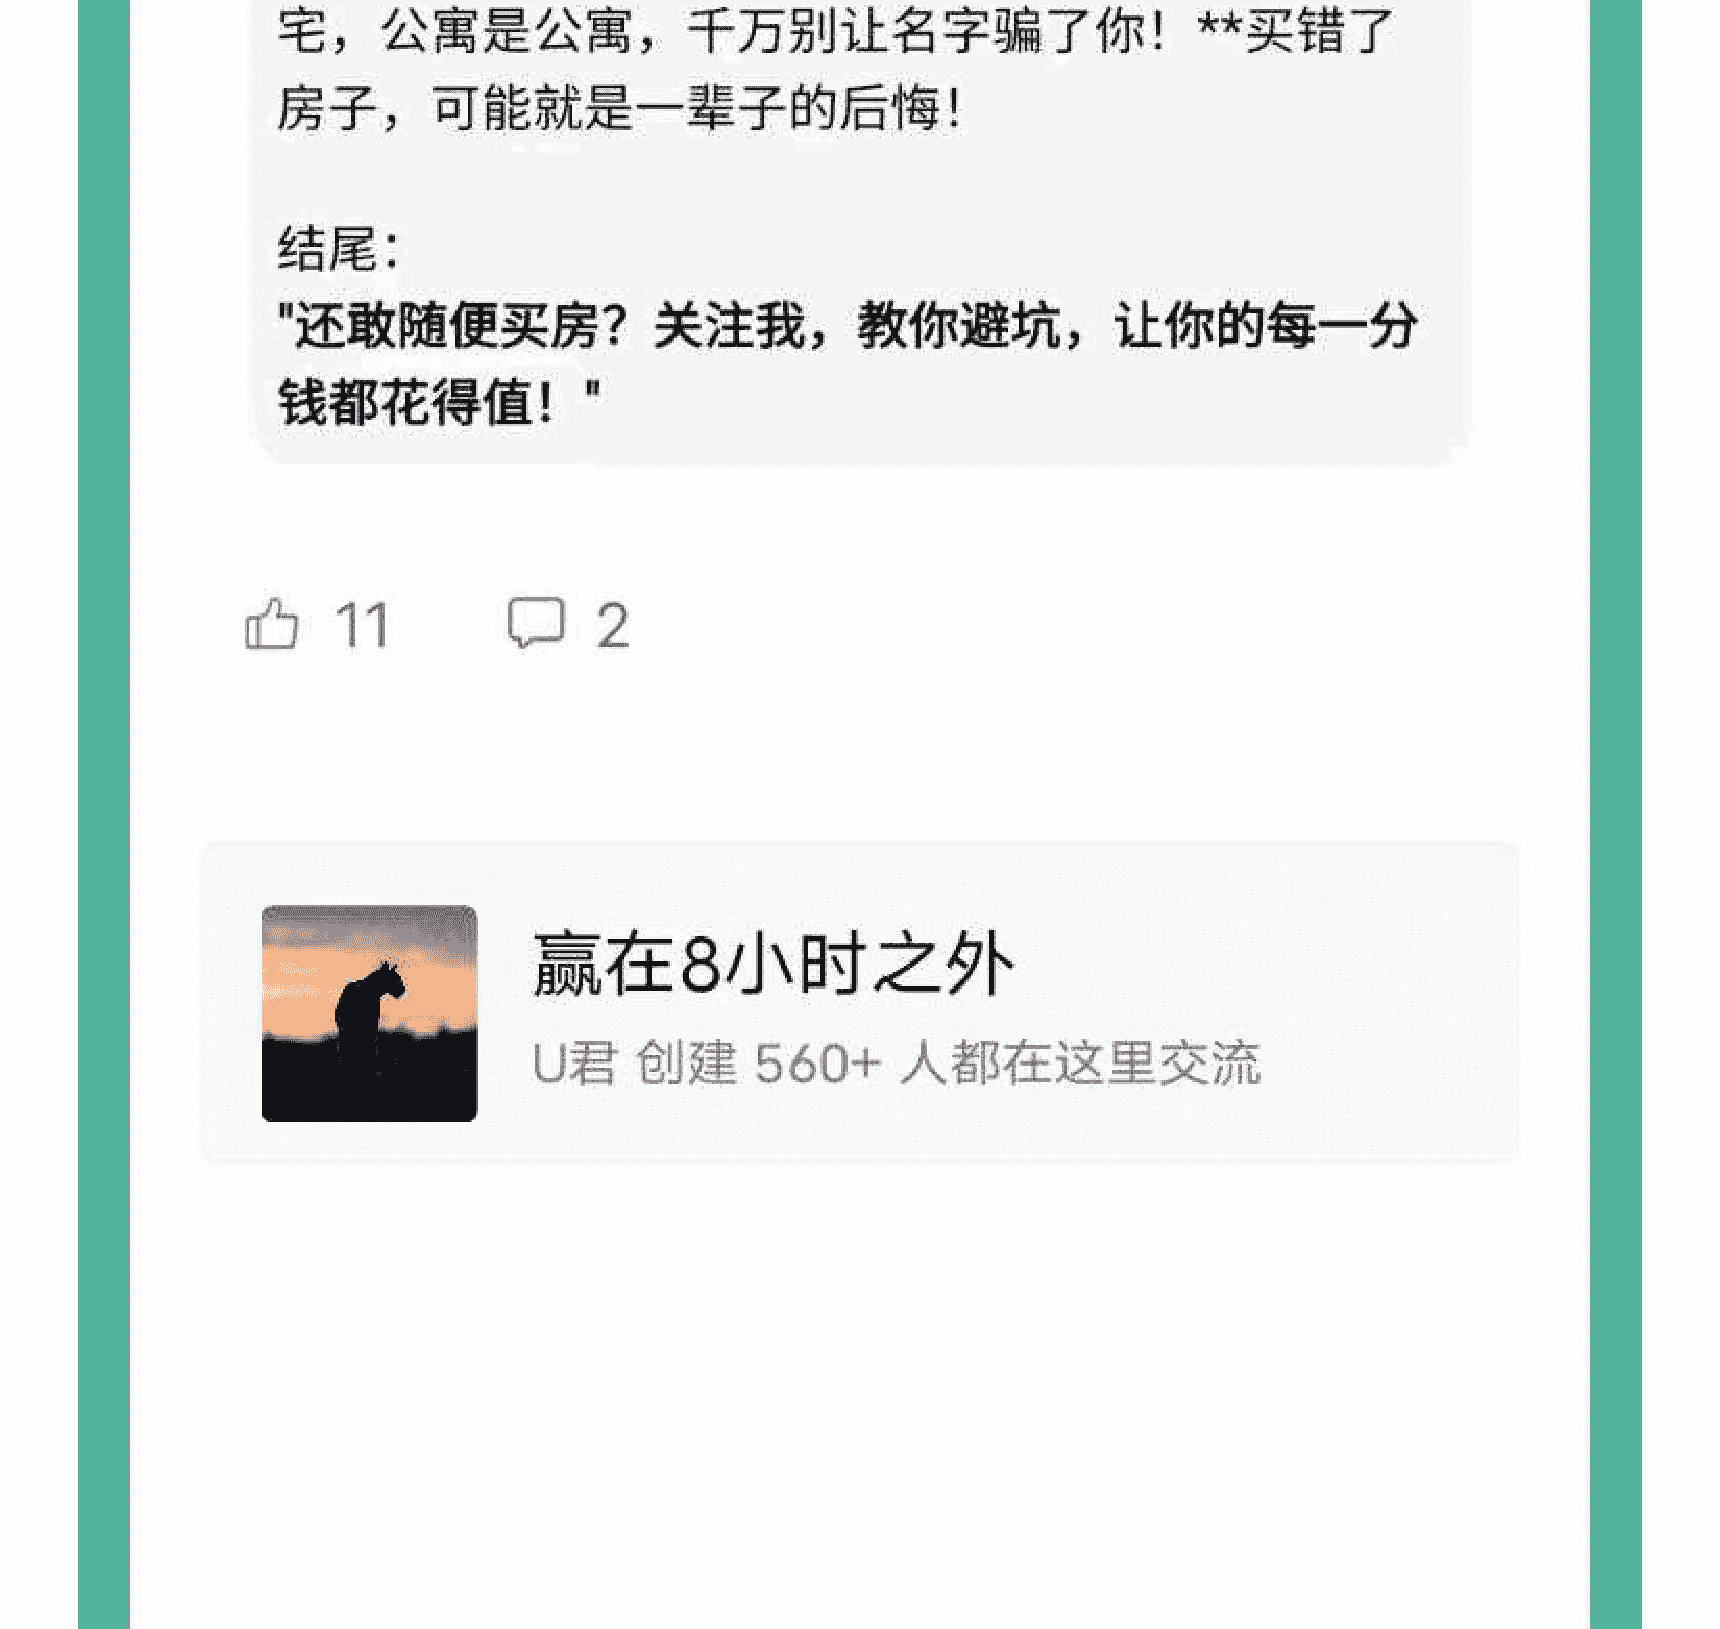 宅，公寓是公寓，千万别让名字骗了你！**买错了
房子，可能就是一辈子的后悔！
结尾：
"还敢随便买房？关注我，教你避坑，让你的每一分
钱都花得值！"
11
2
赢在8小时之外
U君 创建 560+ 人都在这里交流